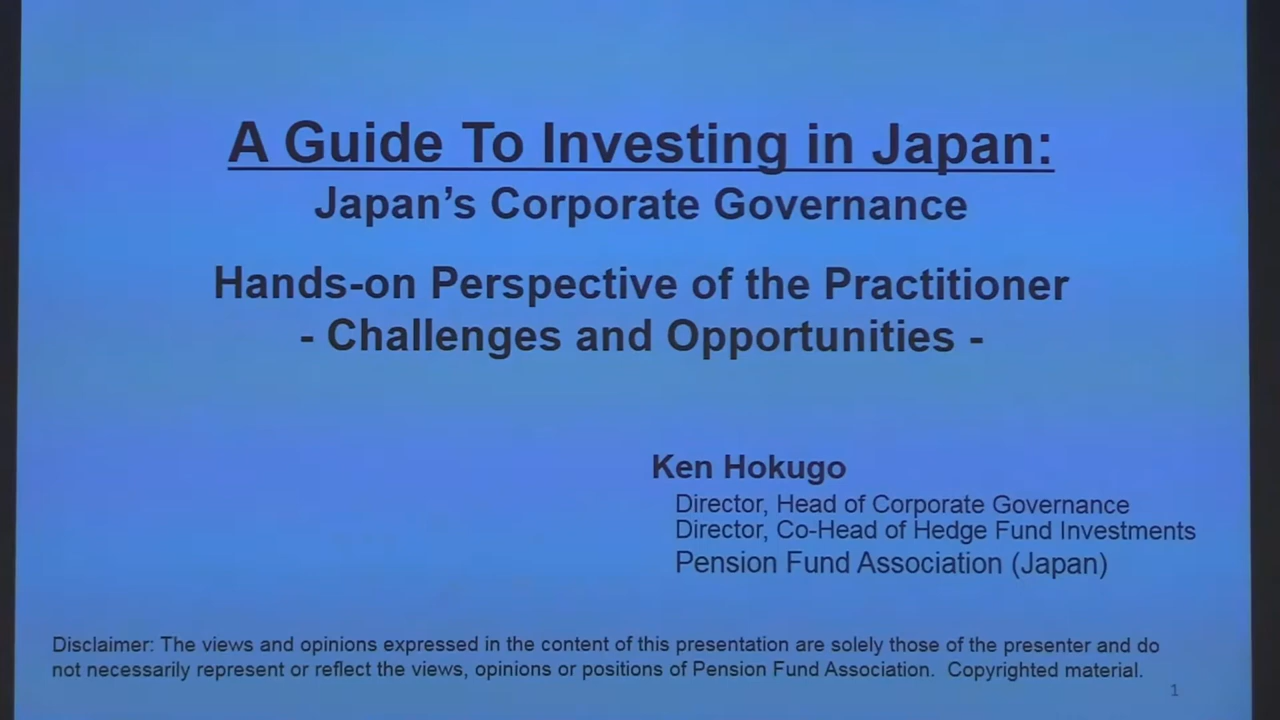 A Guide To Investing in Japan:
Japan's Corporate Governance
Hands-on Perspective of the Practitioner
- Challenges and Opportunities -
Ken Hokugo
Director, Head of Corporate Governance
Director, Co-Head of Hedge Fund Investments
Pension Fund Association (Japan)
Disclaimer: The views and opinions expressed in the content of this presentation are solely those of the presenter and do
not necessarily represent or reflect the views, opinions or positions of Pension Fund Association. Copyrighted material.
1